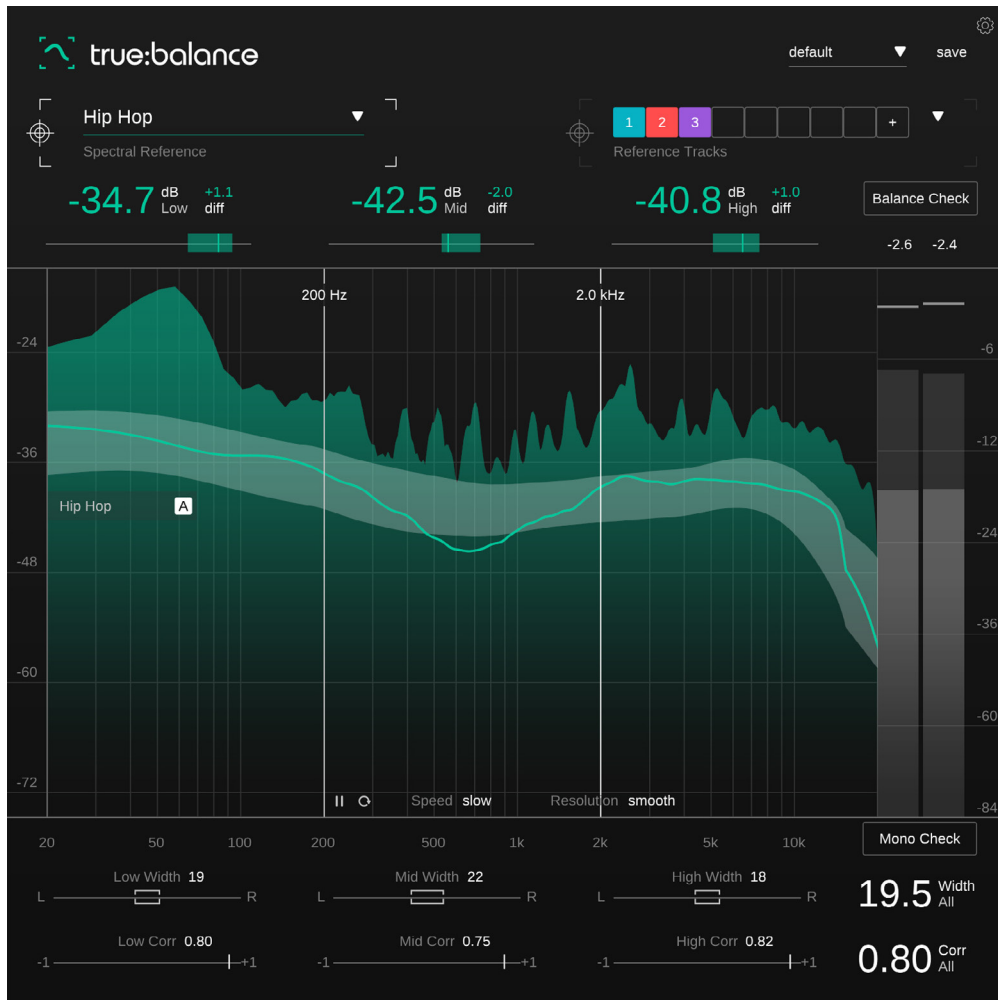 true:balance
default ▼ save
Hip Hop ▼
Spectral Reference
1 2 3 + ▼
Reference Tracks
-34.7 dB Low +1.1 diff
-42.5 dB Mid -2.0 diff
-40.8 dB High +1.0 diff
Balance Check
-2.6 -2.4
200 Hz 2.0 kHz
-24
-36
-48
-60
-72
Hip Hop A
-6
-12
-24
-36
-60
-84
Speed slow Resolution smooth
20 50 100 200 500 1k 2k 5k 10k
Mono Check
Low Width 19
L R
Mid Width 22
L R
High Width 18
L R
19.5 Width All
Low Corr 0.80
-1 +1
Mid Corr 0.75
-1 +1
High Corr 0.82
-1 +1
0.80 Corr All